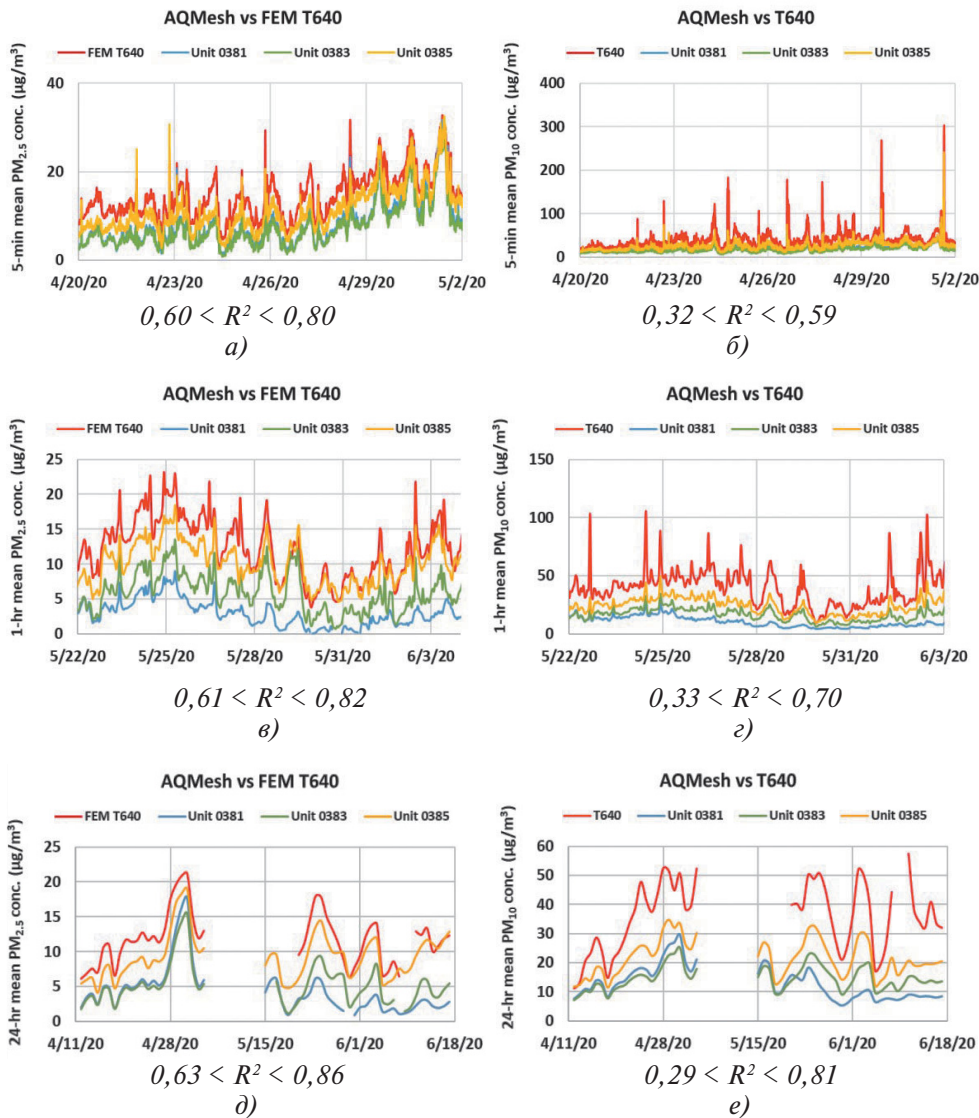 AQMesh vs FEM T640
FEM T640 Unit 0381 Unit 0383 Unit 0385
5-min mean PM2.5 conc. (µg/m³)
40
20
0
4/20/20 4/23/20 4/26/20 4/29/20 5/2/20
0,60 < R² < 0,80
а)
AQMesh vs T640
T640 Unit 0381 Unit 0383 Unit 0385
5-min mean PM10 conc. (µg/m³)
400
300
200
100
0
4/20/20 4/23/20 4/26/20 4/29/20 5/2/20
0,32 < R² < 0,59
б)
AQMesh vs FEM T640
FEM T640 Unit 0381 Unit 0383 Unit 0385
1-hr mean PM2.5 conc. (µg/m³)
25
20
15
10
5
0
5/22/20 5/25/20 5/28/20 5/31/20 6/3/20
0,61 < R² < 0,82
в)
AQMesh vs T640
T640 Unit 0381 Unit 0383 Unit 0385
1-hr mean PM10 conc. (µg/m³)
150
100
50
0
5/22/20 5/25/20 5/28/20 5/31/20 6/3/20
0,33 < R² < 0,70
г)
AQMesh vs FEM T640
FEM T640 Unit 0381 Unit 0383 Unit 0385
24-hr mean PM2.5 conc. (µg/m³)
25
20
15
10
5
0
4/11/20 4/28/20 5/15/20 6/1/20 6/18/20
0,63 < R² < 0,86
д)
AQMesh vs T640
T640 Unit 0381 Unit 0383 Unit 0385
24-hr mean PM10 conc. (µg/m³)
60
50
40
30
20
10
0
4/11/20 4/28/20 5/15/20 6/1/20 6/18/20
0,29 < R² < 0,81
е)